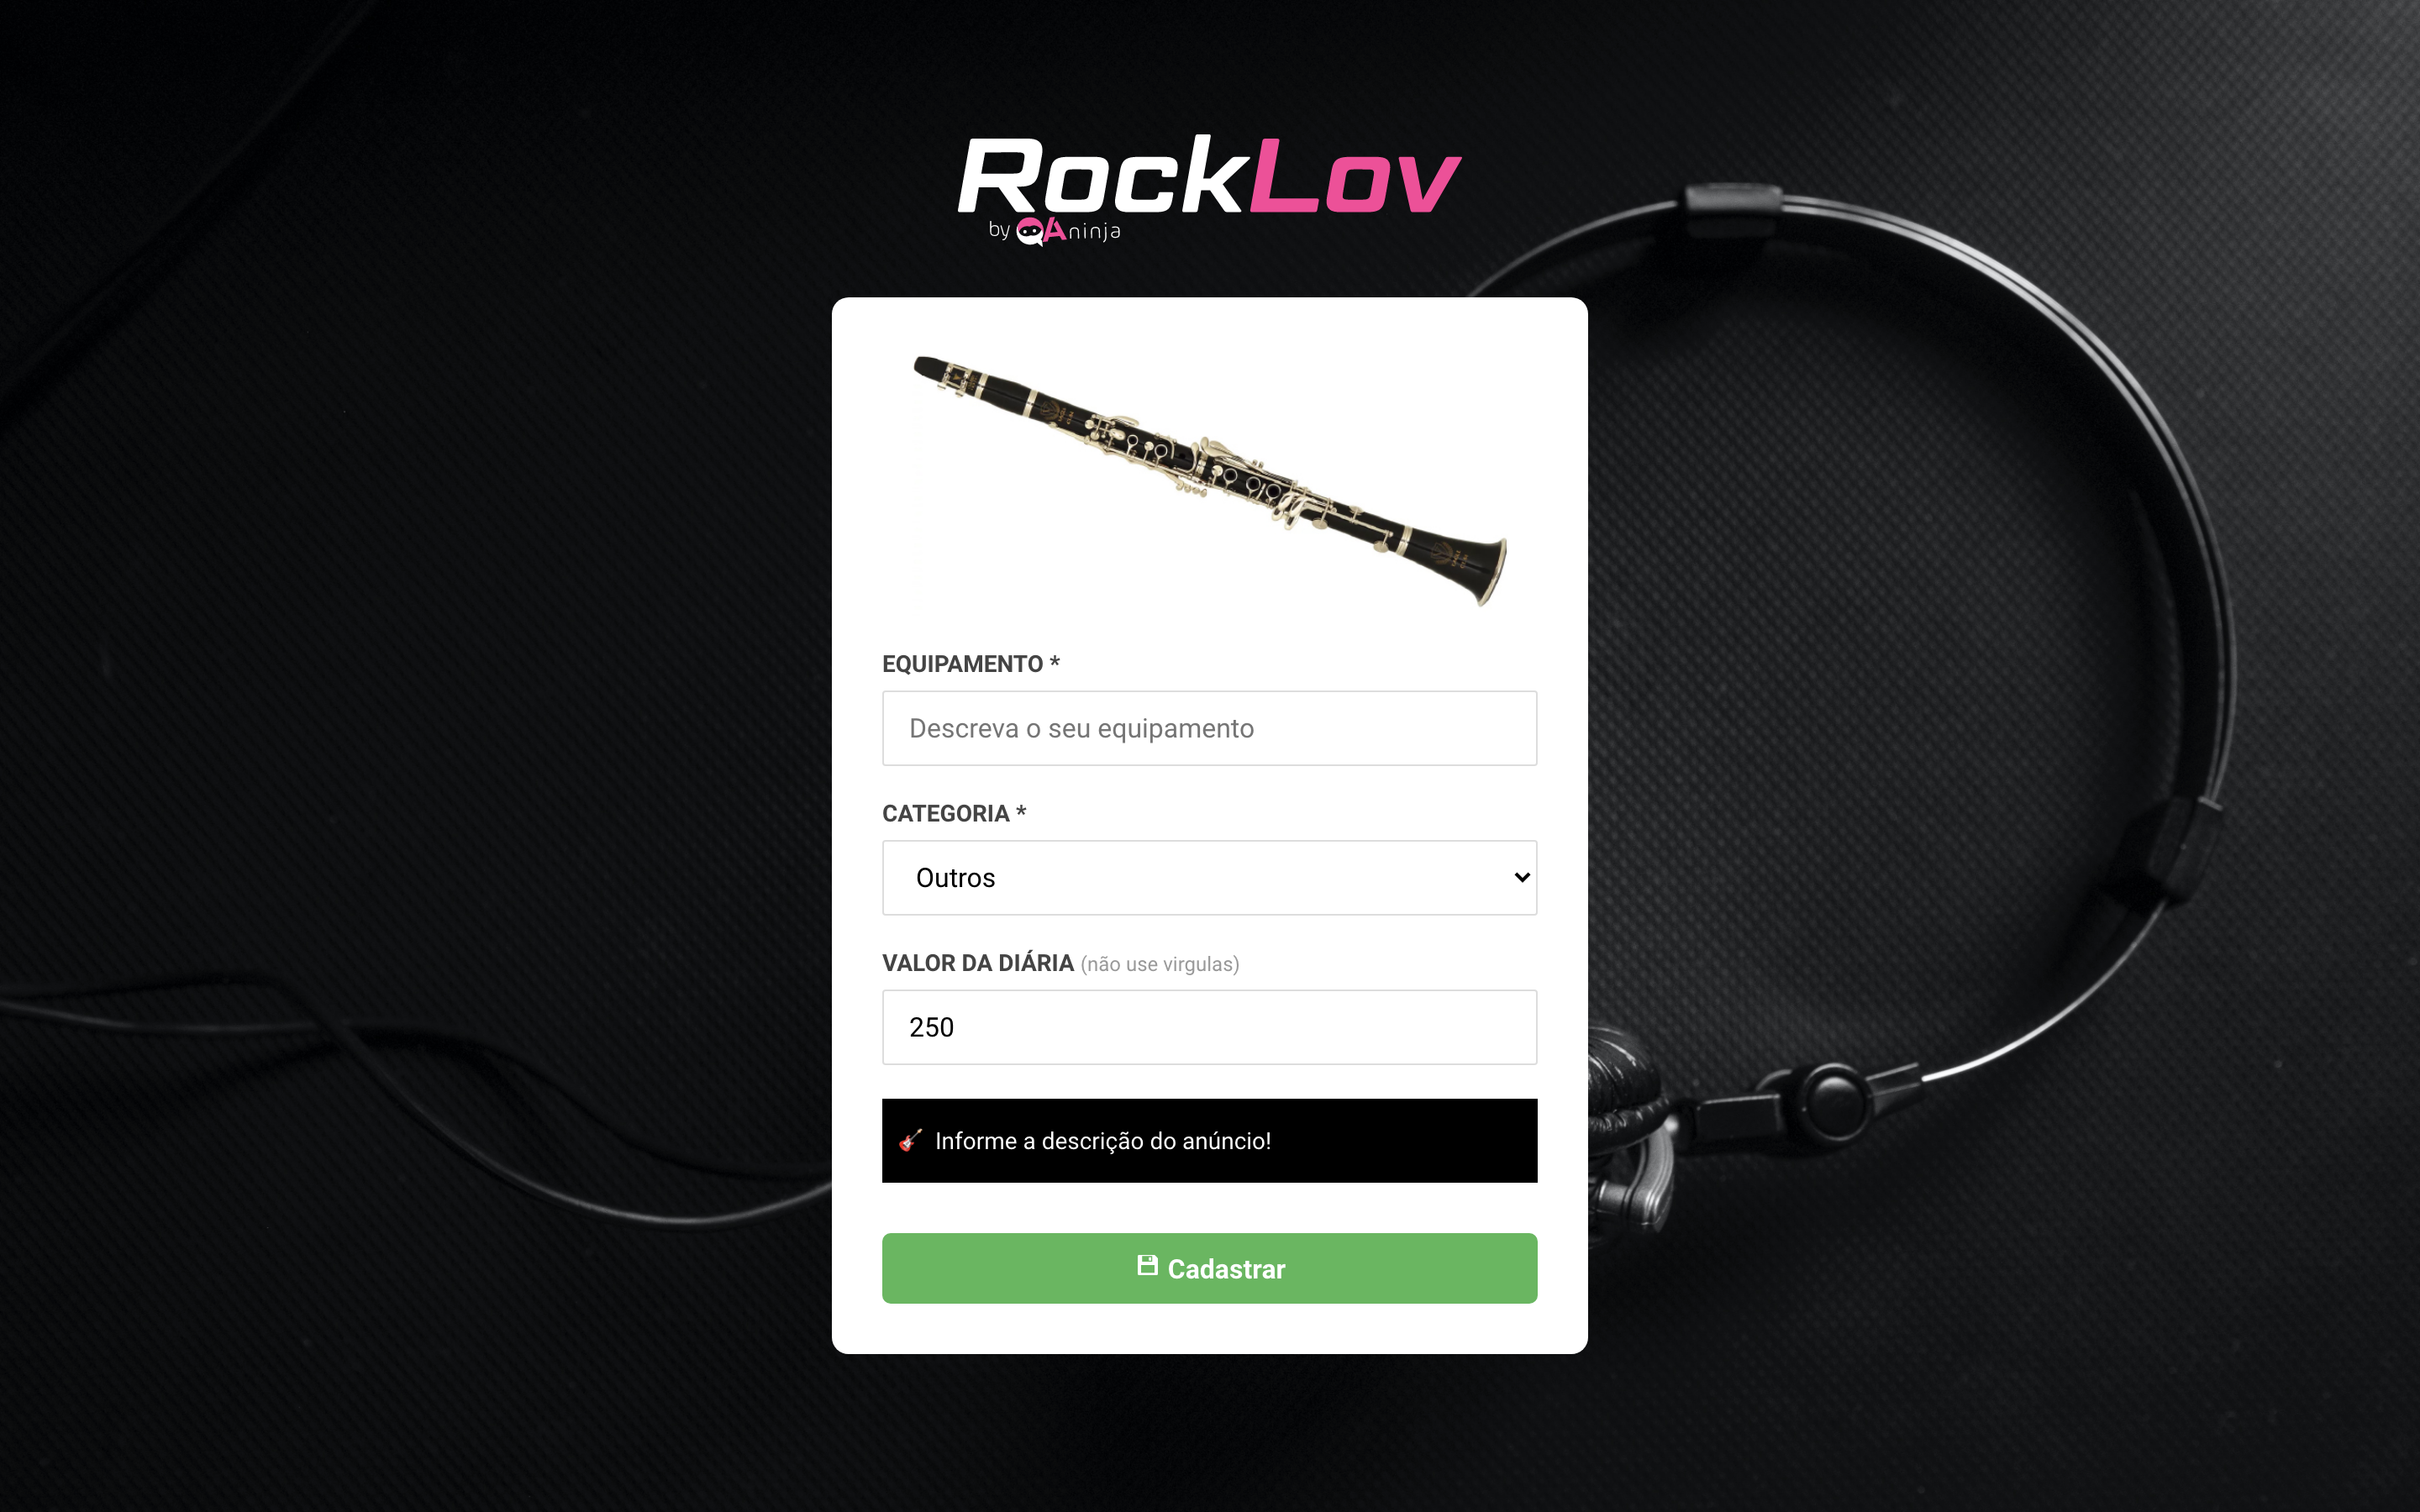 RockLov
by QAninja
EQUIPAMENTO *
Descreva o seu equipamento
CATEGORIA *
Outros
VALOR DA DIÁRIA (não use virgulas)
250
Informe a descrição do anúncio!
Cadastrar